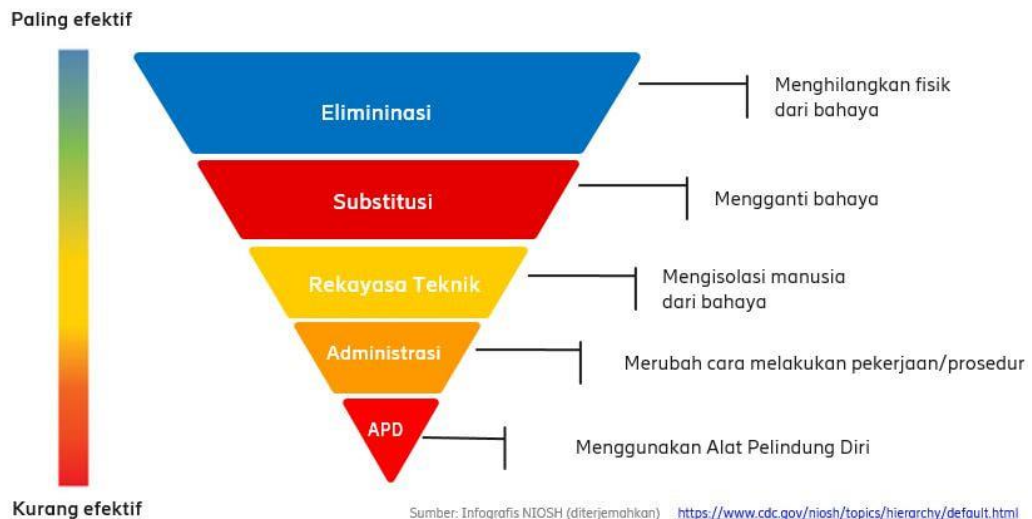 Paling efektif
Elimininasi
Menghilangkan fisik
dari bahaya
Substitusi
Mengganti bahaya
Rekayasa Teknik
Mengisolasi manusia
dari bahaya
Administrasi
Merubah cara melakukan pekerjaan/prosedur
APD
Menggunakan Alat Pelindung Diri
Kurang efektif
Sumber: Infografis NIOSH (diterjemahkan) https://www.cdc.gov/niosh/topics/hierarchy/default.html